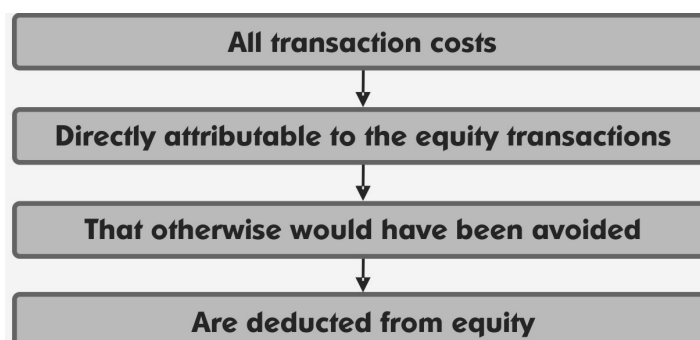 All transaction costs
Directly attributable to the equity transactions
That otherwise would have been avoided
Are deducted from equity